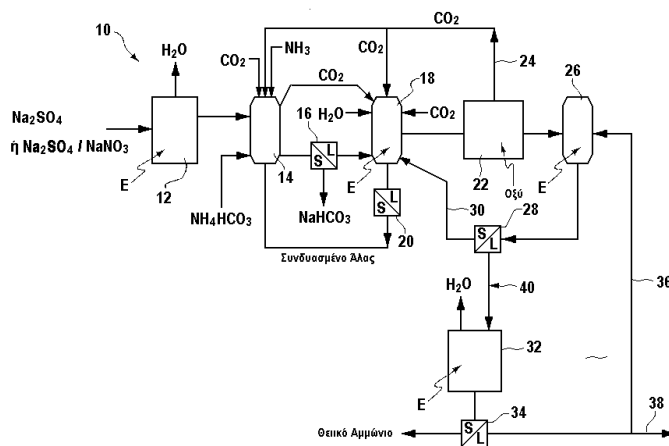 10
H₂O
CO₂
NH₃
CO₂
CO₂
CO₂
24
18
26
Na₂SO₄
ή Na₂SO₄ / NaNO₃
16
H₂O
CO₂
S L
E
12
14
E
22
Οξύ
E
NH₄HCO₃
NaHCO₃
S L
20
30
S L
28
Συνδυασμένο Άλας
36
H₂O
40
32
E
S L
34
38
Θειικό Αμμώνιο